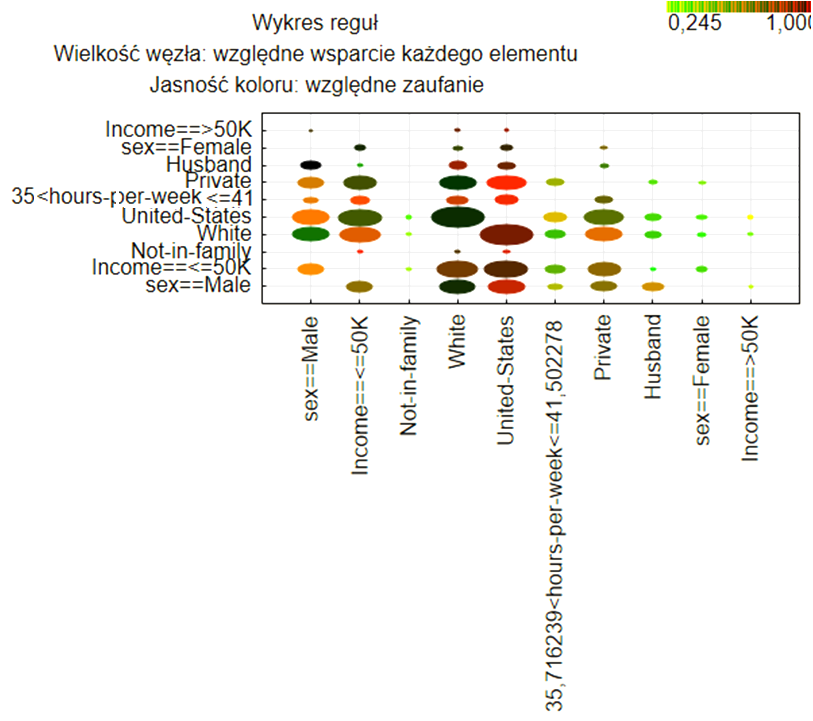 Wykres reguł
Wielkość węzła: względne wsparcie każdego elementu
Jasność koloru: względne zaufanie
0,245 1,000
Income==>50K
sex==Female
Husband
Private
35<hours-per-week <=41
United-States
White
Not-in-family
Income==<=50K
sex==Male
sex==Male
Income==<=50K
Not-in-family
White
United-States
35,716239<hours-per-week<=41,502278
Private
Husband
sex==Female
Income==>50K